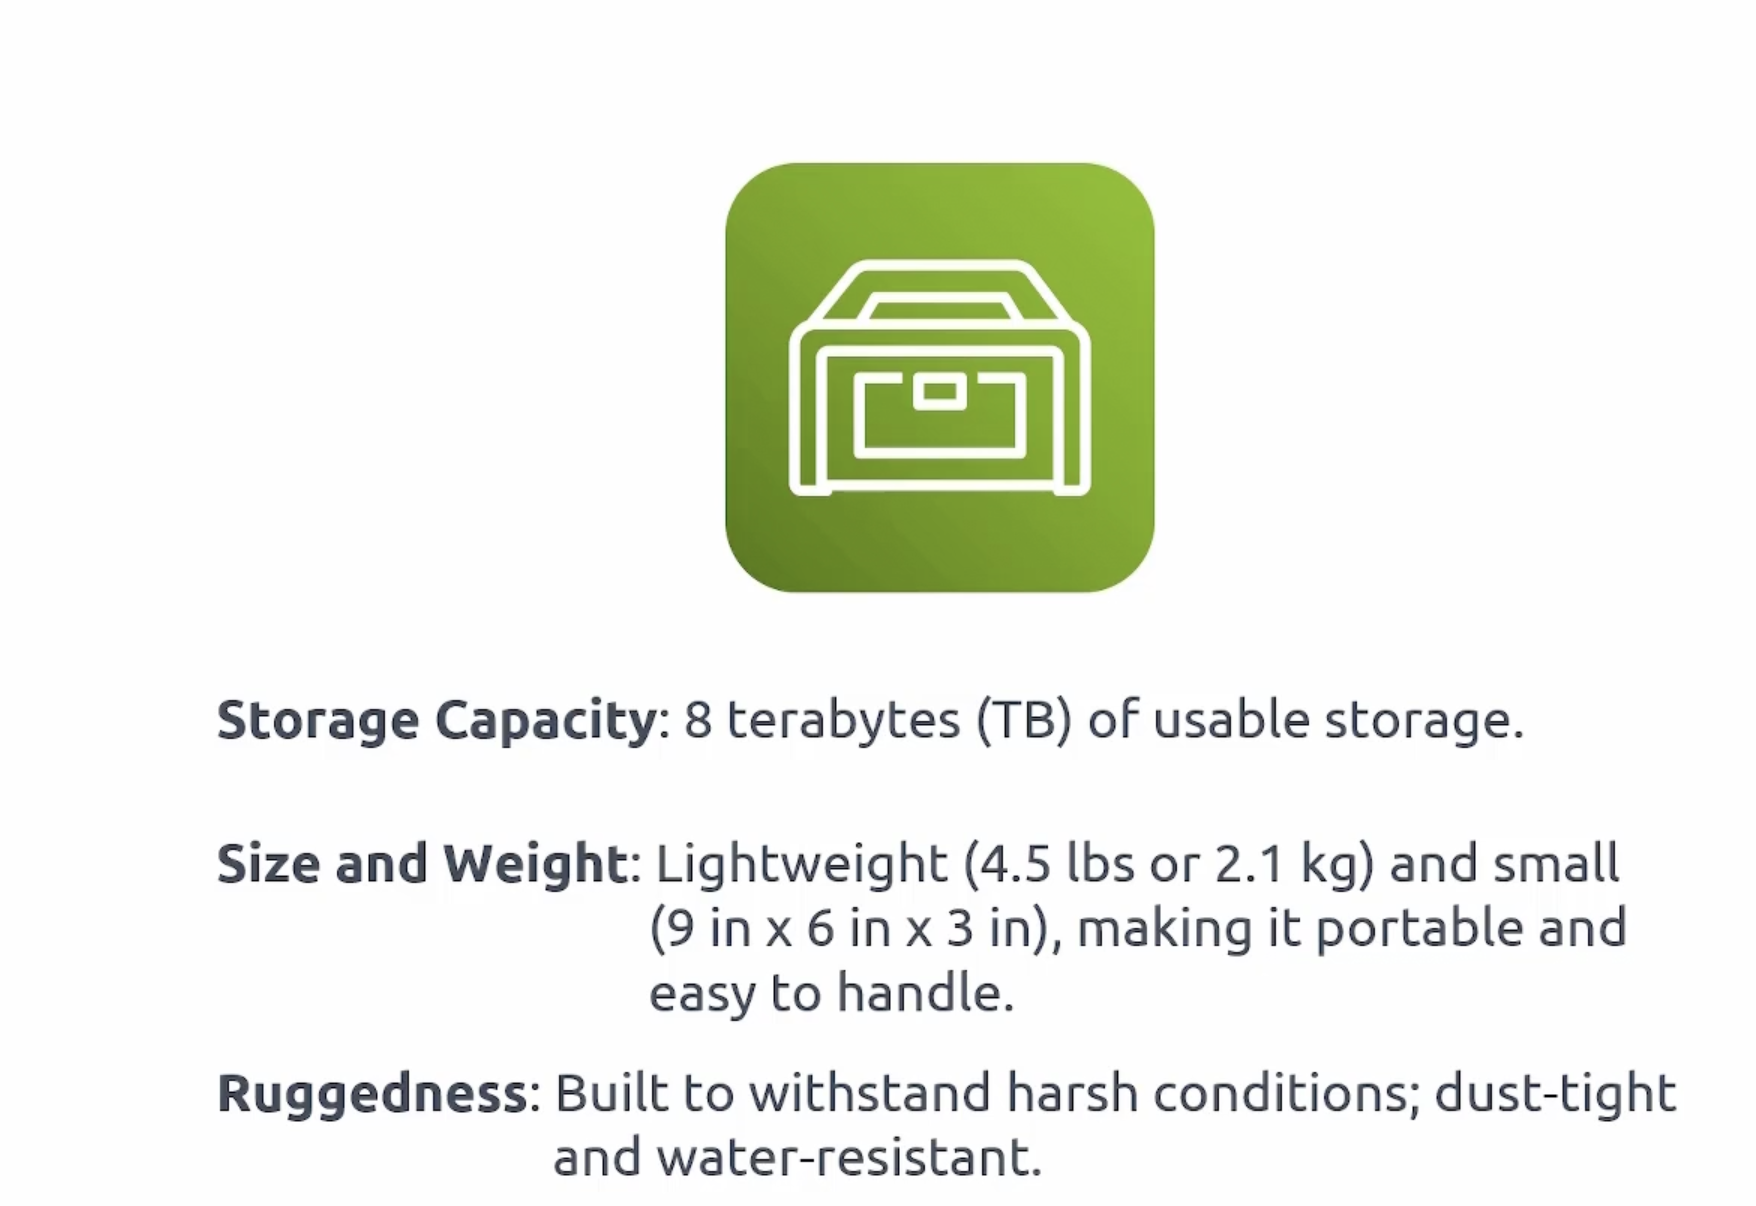 Storage Capacity: 8 terabytes (TB) of usable storage.
Size and Weight: Lightweight (4.5 lbs or 2.1 kg) and small
(9 in x 6 in x 3 in), making it portable and
easy to handle.
Ruggedness: Built to withstand harsh conditions; dust-tight
and water-resistant.